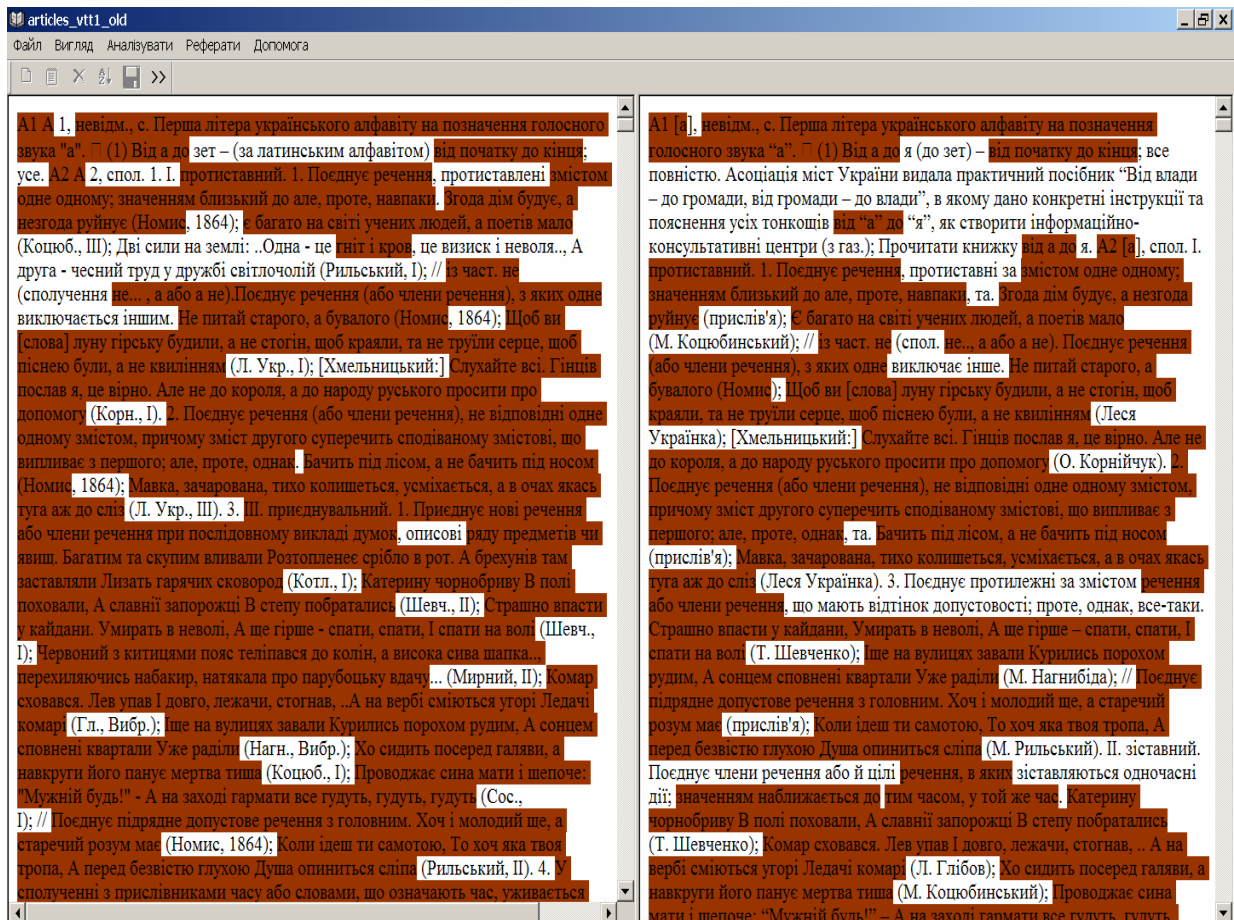 articles_vtt1_old
Файл Вигляд Аналізувати Реферати Допомога
А1 А 1, невідм., с. Перша літера українського алфавіту на позначення голосного
звука "а". (1) Від а до зет – (за латинським алфавітом) від початку до кінця;
усе. А2 А 2, спол. 1. І. протиставний. 1. Поєднує речення, протиставлені змістом
одне одному; значенням близький до але, проте, навпаки. Згода дім будує, а
незгода руйнує (Номис, 1864); є багато на світі учених людей, а поетів мало
(Коцюб., III); Дві сили на землі: ..Одна - це гніт і кров, це визиск і неволя.., А
друга - чесний труд у дружбі світлочолій (Рильський, I); // із част. не
(сполучення не... , а або а не).Поєднує речення (або члени речення), з яких одне
виключається іншим. Не питай старого, а бувалого (Номис, 1864); Щоб ви
[слова] луну гірську будили, а не стогін, щоб краяли, та не труїли серце, щоб
піснею були, а не квилінням (Л. Укр., I); [Хмельницький:] Слухайте всі. Гінців
послав я, це вірно. Але не до короля, а до народу руського просити про
допомогу (Корн., I). 2. Поєднує речення (або члени речення), не відповідні одне
одному змістом, причому зміст другого суперечить сподіваному змістові, що
випливає з першого; але, проте, однак. Бачить під лісом, а не бачить під носом
(Номис, 1864); Мавка, зачарована, тихо колишеться, усміхається, а в очах якась
туга аж до сліз (Л. Укр., III). 3. III. приєднувальний. 1. Приєднує нові речення
або члени речення при послідовному викладі думок, описові ряду предметів чи
явищ. Багатим та скупим вливали Розтопленеє срібло в рот. А брехунів там
заставляли Лизать гарячих сковород (Котл., I); Катерину чорнобриву В полі
поховали, А славнії запорожці В степу побратались (Шевч., II); Страшно впасти
у кайдани. Умирать в неволі, А ще гірше - спати, спати, І спати на волі (Шевч.,
I); Червоний з китицями пояс теліпався до колін, а висока сива шапка..,
перехиляючись набакир, натякала про парубоцьку вдачу... (Мирний, II); Комар
сховався. Лев упав І довго, лежачи, стогнав, ..А на вербі сміються угорі Ледачі
комарі (Гл., Вибр.); Іще на вулицях завали Курились порохом рудим, А сонцем
сповнені квартали Уже раділи (Нагн., Вибр.); Хо сидить посеред галяви, а
навкруги його панує мертва тиша (Коцюб., I); Проводжає сина мати і шепоче:
"Мужній будь!" - А на заході гармати все гудуть, гудуть, гудуть (Сос.,
I); // Поєднує підрядне допустове речення з головним. Хоч і молодий ще, а
старечий розум має (Номис, 1864); Коли ідеш ти самотою, То хоч яка твоя
тропа, А перед безвістю глухою Душа опиниться сліпа (Рильський, II). 4. У
сполученні з прислівниками часу або словами, що означають час, уживається
А1 [а], невідм., с. Перша літера українського алфавіту на позначення
голосного звука “а”. (1) Від а до я (до зет) – від початку до кінця; все
повністю. Асоціація міст України видала практичний посібник “Від влади
– до громади, від громади – до влади”, в якому дано конкретні інструкції та
пояснення усіх тонкощів від “а” до “я”, як створити інформаційно-
консультативні центри (з газ.); Прочитати книжку від а до я. А2 [а], спол. І.
протиставний. 1. Поєднує речення, протиставні за змістом одне одному;
значенням близький до але, проте, навпаки, та. Згода дім будує, а незгода
руйнує (прислів'я); Є багато на світі учених людей, а поетів мало
(М. Коцюбинський); // із част. не (спол. не.., а або а не). Поєднує речення
(або члени речення), з яких одне виключає інше. Не питай старого, а
бувалого (Номис); Щоб ви [слова] луну гірську будили, а не стогін, щоб
краяли, та не труїли серце, щоб піснею були, а не квилінням (Леся
Українка); [Хмельницький:] Слухайте всі. Гінців послав я, це вірно. Але не
до короля, а до народу руського просити про допомогу (О. Корнійчук). 2.
Поєднує речення (або члени речення), не відповідні одне одному змістом,
причому зміст другого суперечить сподіваному змістові, що випливає з
першого; але, проте, однак, та. Бачить під лісом, а не бачить під носом
(прислів'я); Мавка, зачарована, тихо колишеться, усміхається, а в очах якась
туга аж до сліз (Леся Українка). 3. Поєднує протилежні за змістом речення
або члени речення, що мають відтінок допустовості; проте, однак, все-таки.
Страшно впасти у кайдани, Умирать в неволі, А ще гірше – спати, спати, І
спати на волі (Т. Шевченко); Іще на вулицях завали Курились порохом
рудим, А сонцем сповнені квартали Уже раділи (М. Нагнибіда); // Поєднує
підрядне допустове речення з головним. Хоч і молодий ще, а старечий
розум має (прислів'я); Коли ідеш ти самотою, То хоч яка твоя тропа, А
перед безвістю глухою Душа опиниться сліпа (М. Рильський). II. зіставний.
Поєднує члени речення або й цілі речення, в яких зіставляються одночасні
дії; значенням наближається до тим часом, у той же час. Катерину
чорнобриву В полі поховали, А славнії запорожці В степу побратались
(Т. Шевченко); Комар сховався. Лев упав І довго, лежачи, стогнав, .. А на
вербі сміються угорі Ледачі комарі (Л. Глібов); Хо сидить посеред галяви, а
навкруги його панує мертва тиша (М. Коцюбинський); Проводжає сина
мати і шепоче: “Мужній будь!” – А на заході гармати все гудуть, гудуть,